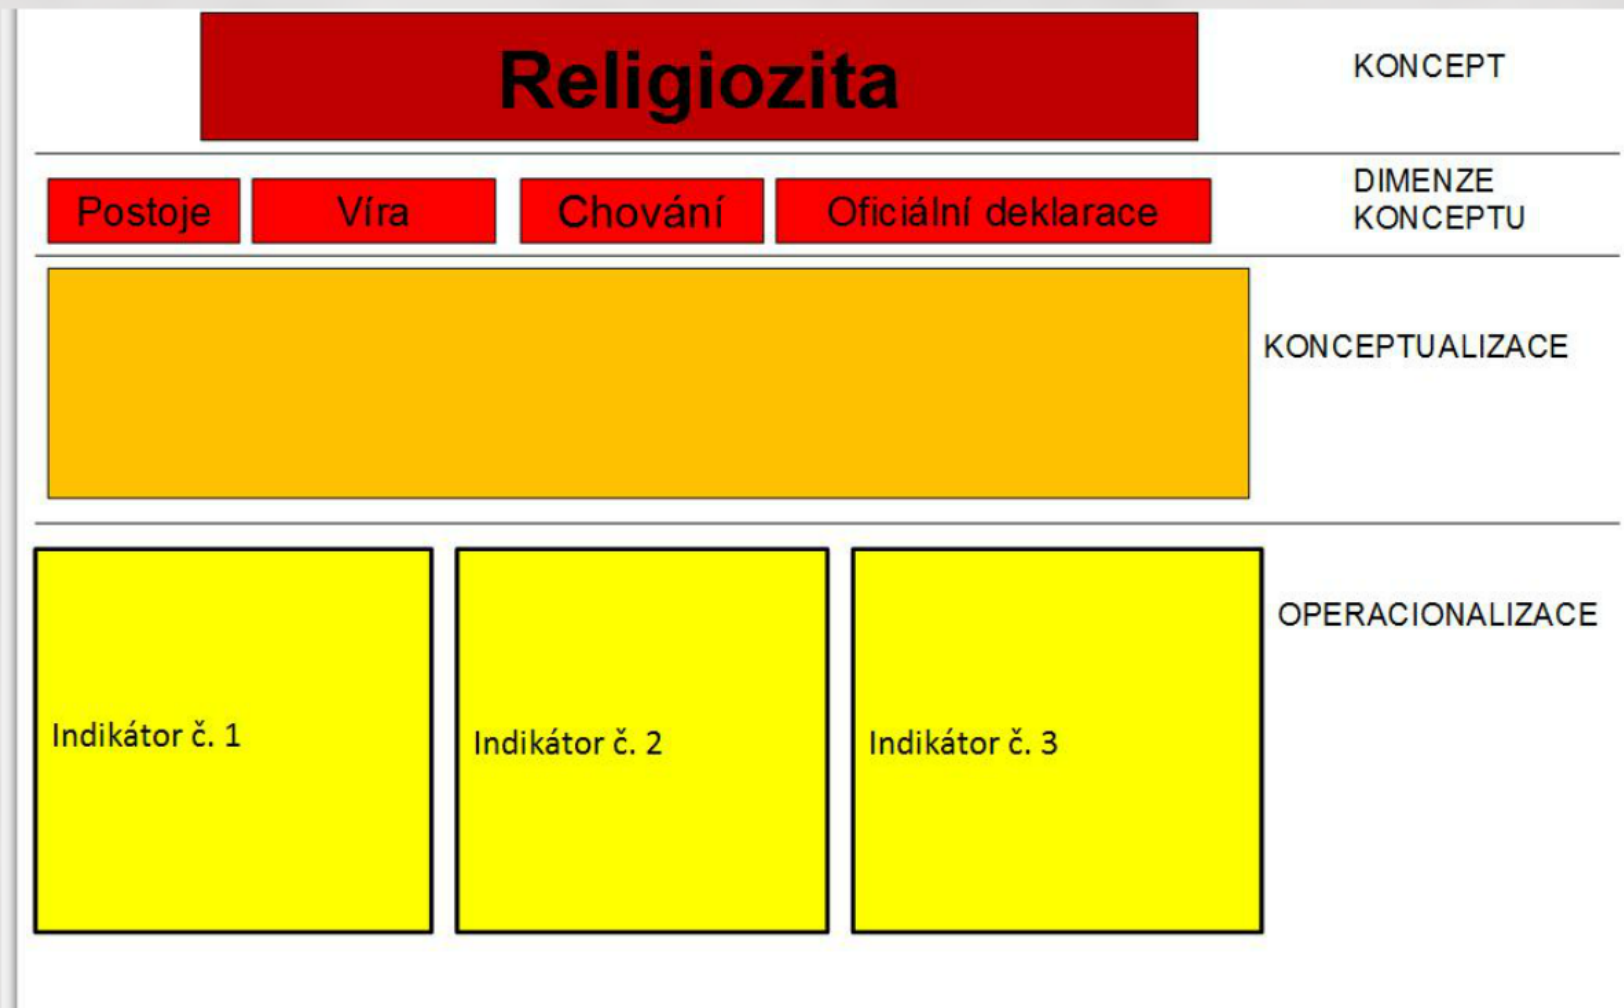 Religiozita
KONCEPT
Postoje
Víra
Chování
Oficiální deklarace
DIMENZE
KONCEPTU
KONCEPTUALIZACE
Indikátor č. 1
Indikátor č. 2
Indikátor č. 3
OPERACIONALIZACE